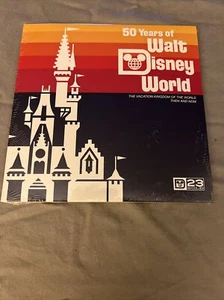 50 Years of
Walt
Disney
World
THE VACATION KINGDOM OF THE WORLD
THEN AND NOW
23